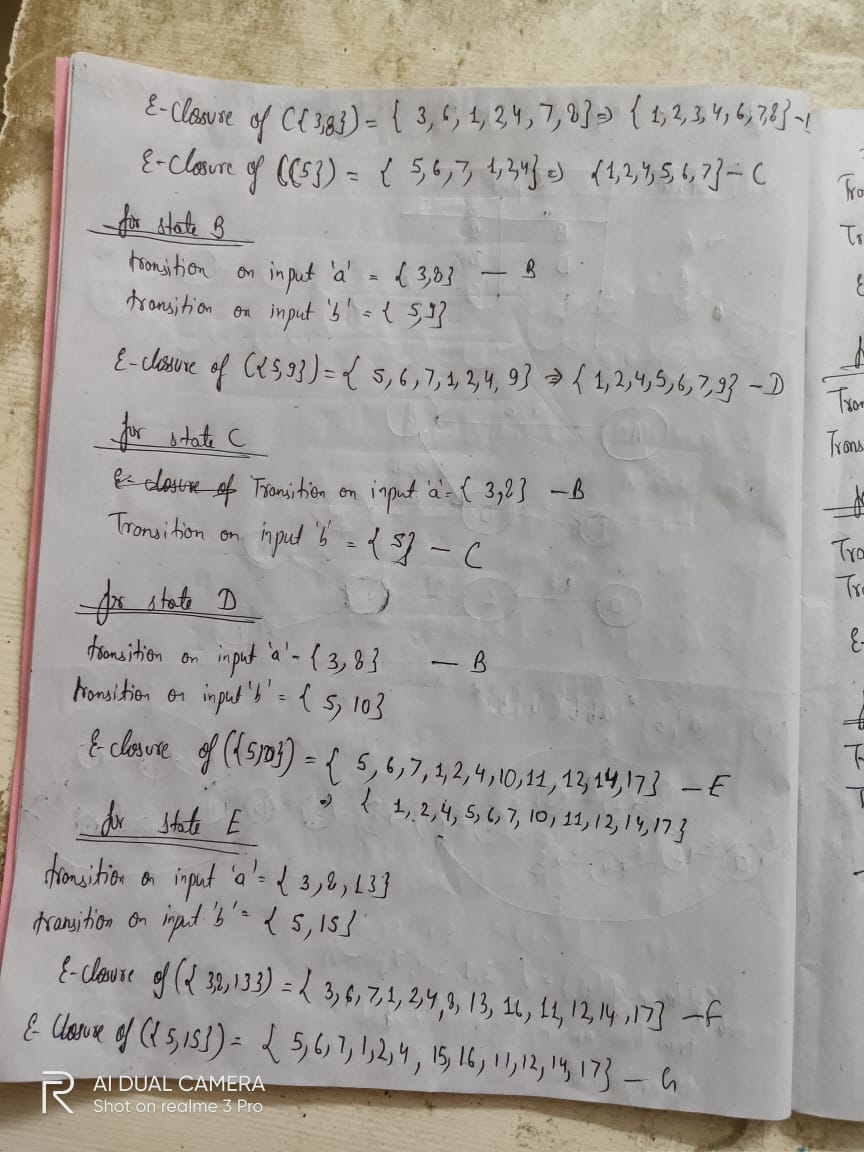 ε-Closure of ({3,8}) = { 3, 6, 1, 2,4, 7, 8} ⇒ { 1,2,3,4,6,7,8} -
ε-Closure of ({5}) = { 5,6,7, 1,2,4} ⇒ {1,2,4,5,6,7} - C
for state B
transition on input 'a' = {3,8} — B
transition on input 'b' = { 5,9}
ε-closure of ({5,9}) = { 5,6,7,1,2,4, 9} ⇒ { 1,2,4,5,6,7,9} - D
for state C
ε-closure of Transition on input 'a' = { 3,8} - B
Transition on input 'b' = { 5} - C
for state D
transition on input 'a' - { 3, 8} — B
transition on input 'b' = { 5, 10}
ε-closure of ({5,10}) = { 5,6,7,1,2,4,10,11, 12,14,17} - E
⇒ { 1, 2,4, 5,6,7, 10, 11, 12, 14, 17}
for state E
transition on input 'a' = { 3,8,13}
transition on input 'b' = { 5,15}
ε-closure of ({ 3,8,13}) = { 3,6,7,1,2,4,8, 13, 16, 11, 12, 14, 17} - F
ε-Closure of ({5,15}) = { 5,6,7,1,2,4, 15,16,11,12,14,17} - G
Tro
Tr
ε
Tron
Trans
Tro
Tr
ε-
T
T
R AI DUAL CAMERA
Shot on realme 3 Pro